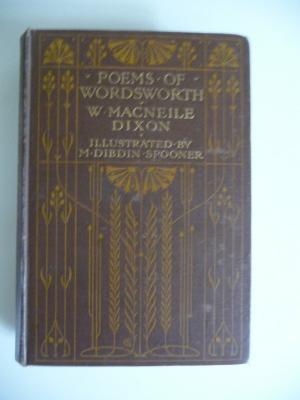 · POEMS · OF ·
WORDSWORTH
W · MACNEILE
DIXON
ILLUSTRATED · BY
M · DIBDIN · SPOONER